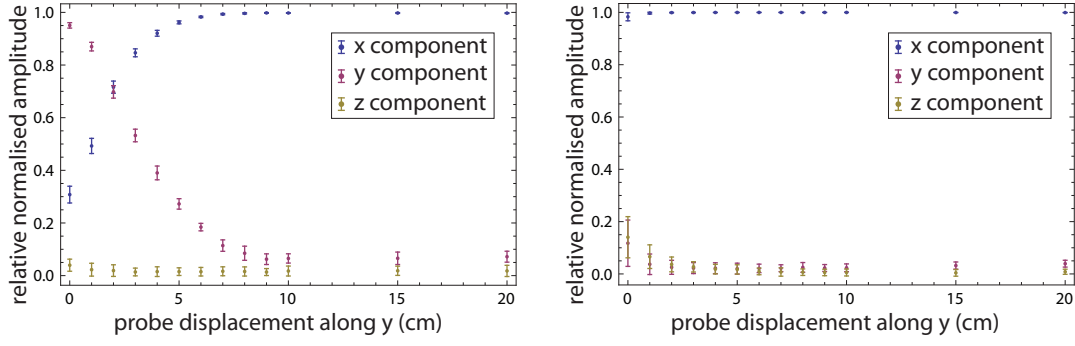 relative normalised amplitude
1.0
0.8
0.6
0.4
0.2
0.0
x component
y component
z component
0 5 10 15 20
probe displacement along y (cm)
relative normalised amplitude
1.0
0.8
0.6
0.4
0.2
0.0
x component
y component
z component
0 5 10 15 20
probe displacement along y (cm)